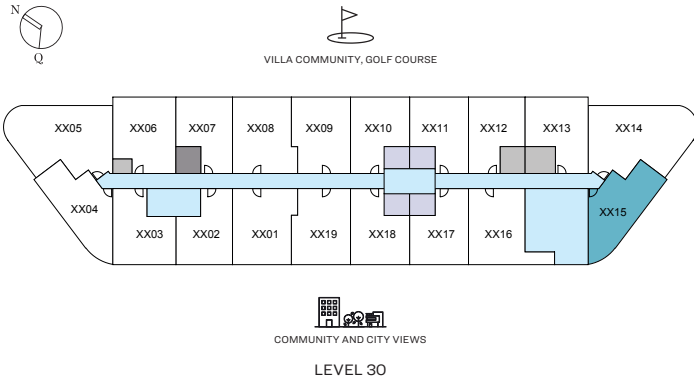 N
Q
VILLA COMMUNITY, GOLF COURSE
XX05 XX06 XX07 XX08 XX09 XX10 XX11 XX12 XX13 XX14
XX04 XX15
XX03 XX02 XX01 XX19 XX18 XX17 XX16
COMMUNITY AND CITY VIEWS
LEVEL 30